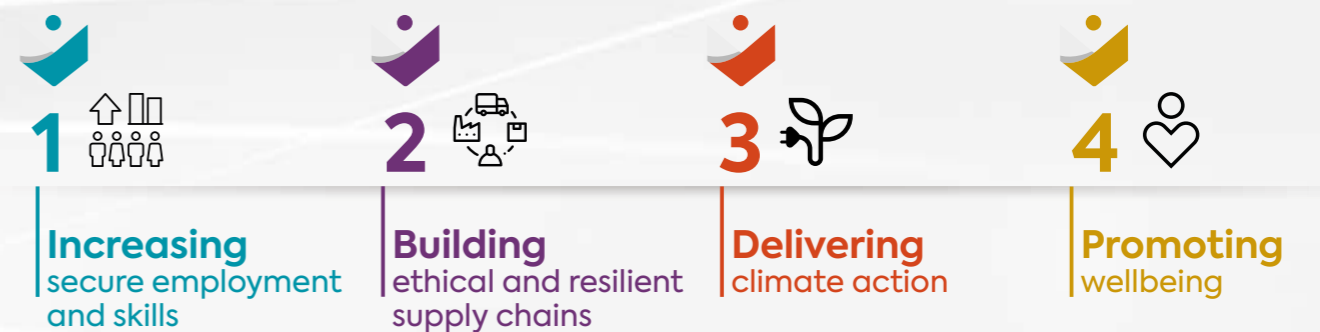 1
Increasing
secure employment
and skills
2
Building
ethical and resilient
supply chains
3
Delivering
climate action
4
Promoting
wellbeing